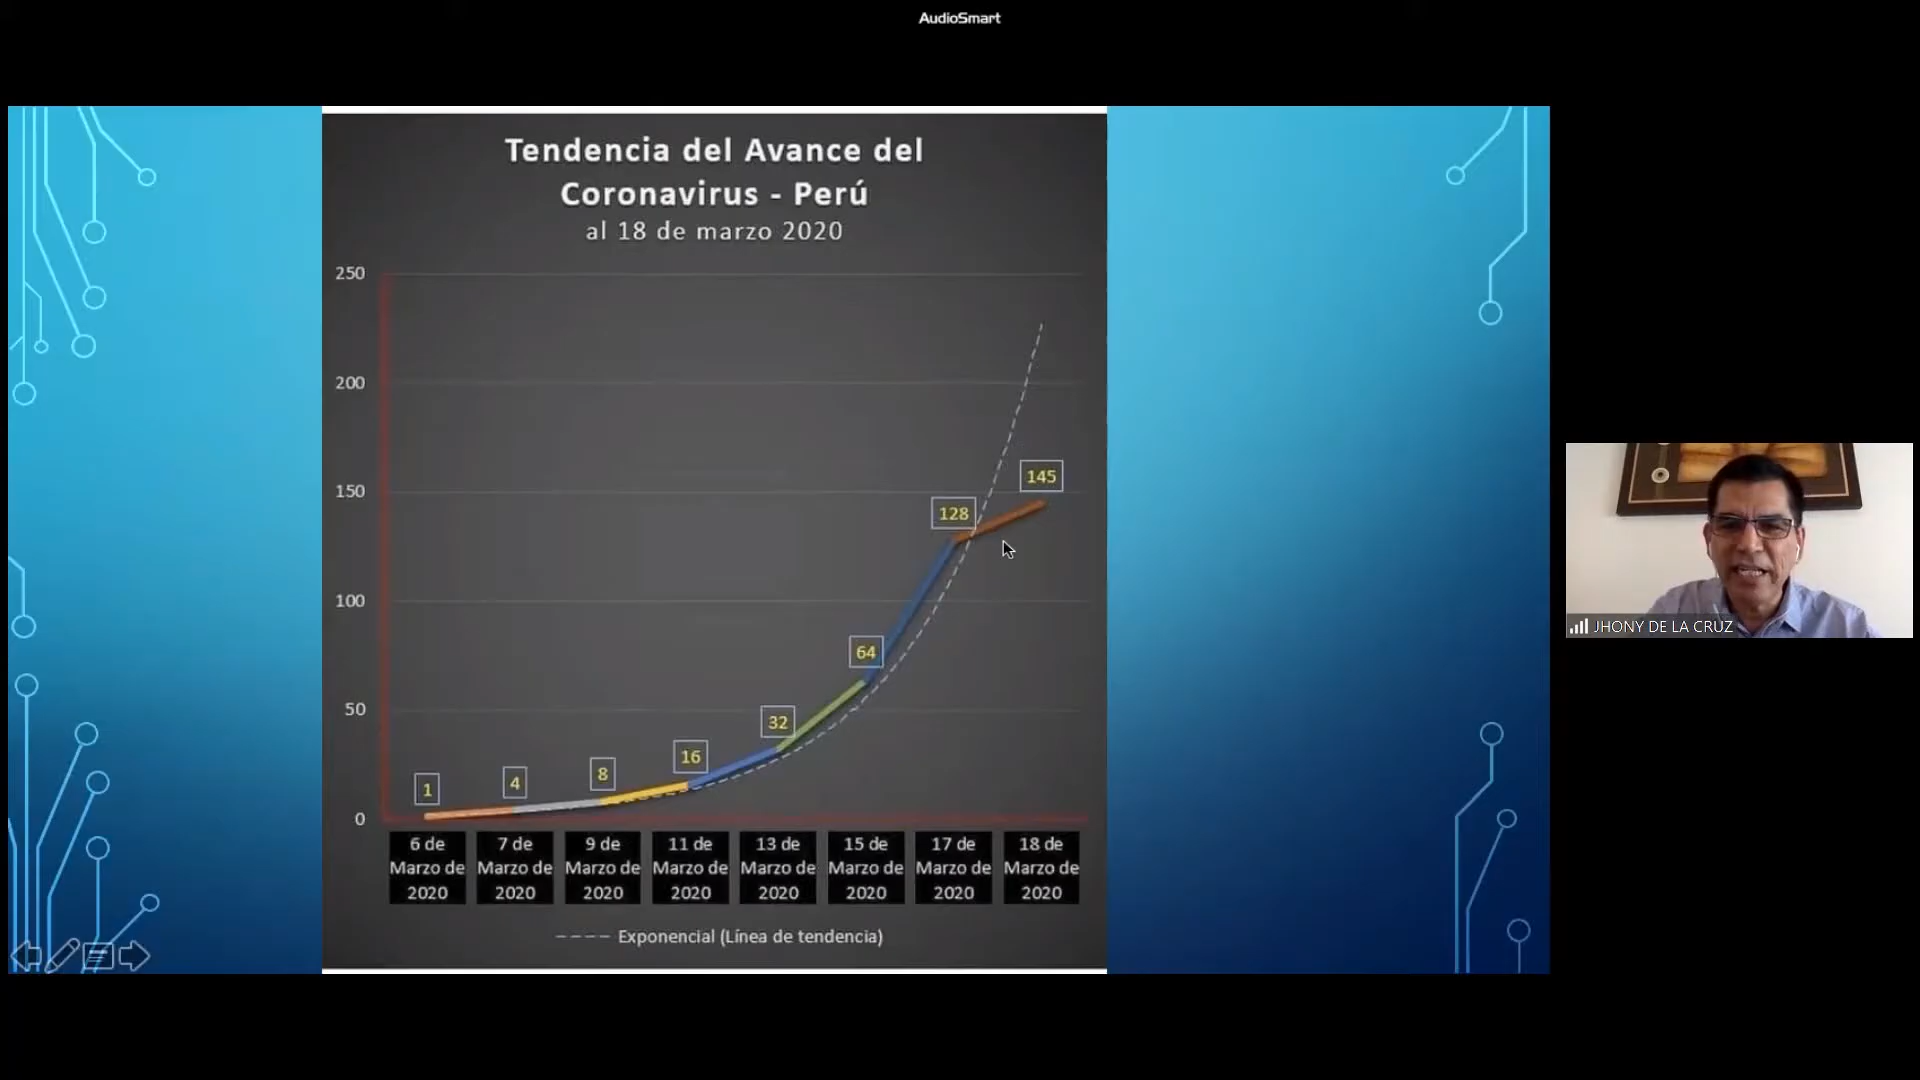 AudioSmart
Tendencia del Avance del
Coronavirus - Perú
al 18 de marzo 2020
250
200
150
100
50
0
1
4
8
16
32
64
128
145
6 de
Marzo de
2020
7 de
Marzo de
2020
9 de
Marzo de
2020
11 de
Marzo de
2020
13 de
Marzo de
2020
15 de
Marzo de
2020
17 de
Marzo de
2020
18 de
Marzo de
2020
Exponencial (Línea de tendencia)
JHONY DE LA CRUZ